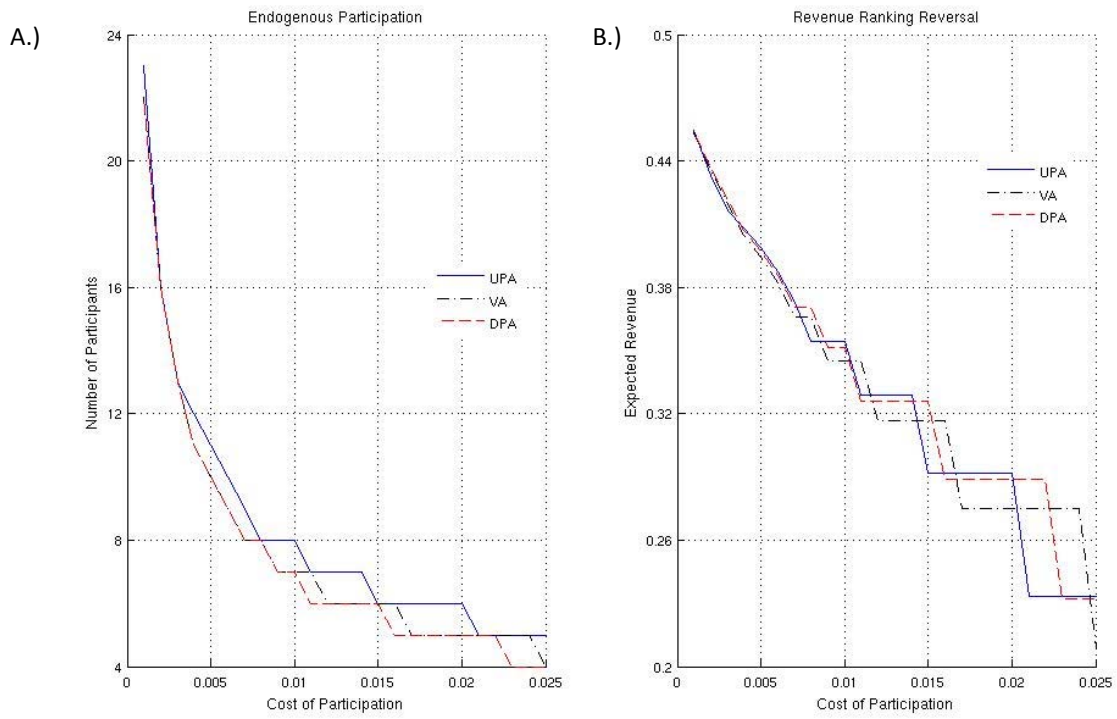 A.)
Endogenous Participation
24
20
16
12
8
4
Number of Participants
UPA
VA
DPA
0
0.005
0.01
0.015
0.02
0.025
Cost of Participation
B.)
Revenue Ranking Reversal
0.5
0.44
0.38
0.32
0.26
0.2
Expected Revenue
UPA
VA
DPA
0
0.005
0.01
0.015
0.02
0.025
Cost of Participation